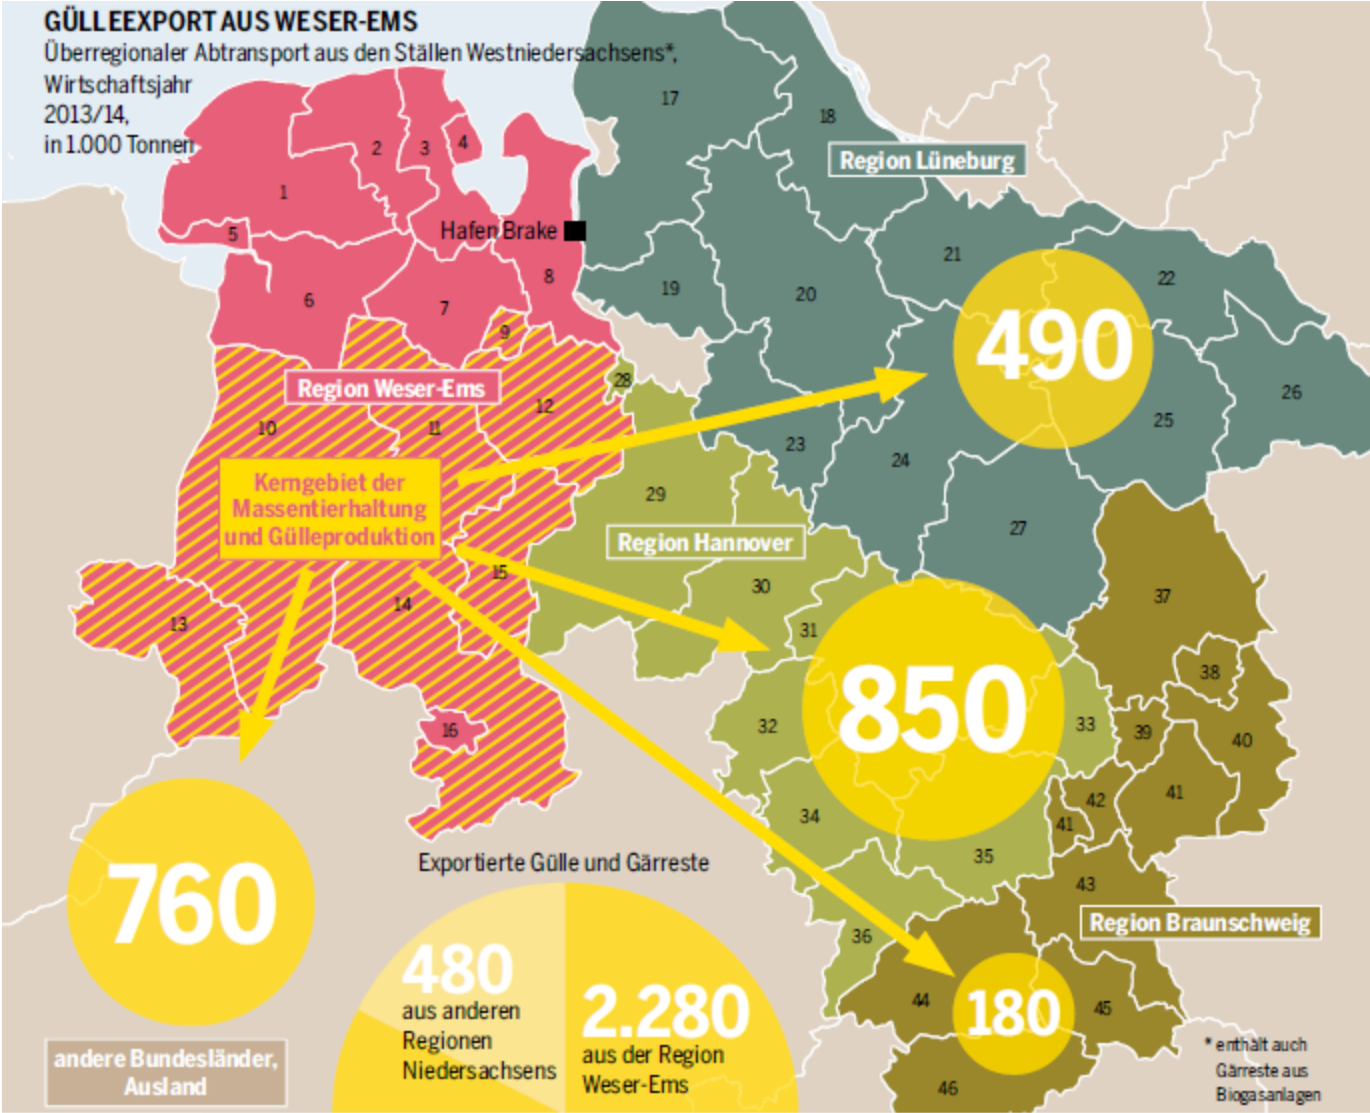 GÜLLEEXPORT AUS WESER-EMS
Überregionaler Abtransport aus den Ställen Westniedersachsens*,
Wirtschaftsjahr
2013/14,
in 1.000 Tonnen
17
18
2
3
4
Region Lüneburg
1
5
Hafen Brake
21
8
22
6
7
19
20
9
490
28
Region Weser-Ems
12
26
10
11
25
23
24
Kerngebiet der
Massentierhaltung
und Gülleproduktion
29
27
Region Hannover
15
30
14
37
13
31
38
850
16
32
33
39
40
34
42
41
41
35
Exportierte Gülle und Gärreste
43
760
Region Braunschweig
36
480
aus anderen
Regionen
Niedersachsens
2.280
aus der Region
Weser-Ems
44
180
45
46
andere Bundesländer,
Ausland
* enthält auch
Gärreste aus
Biogasanlagen